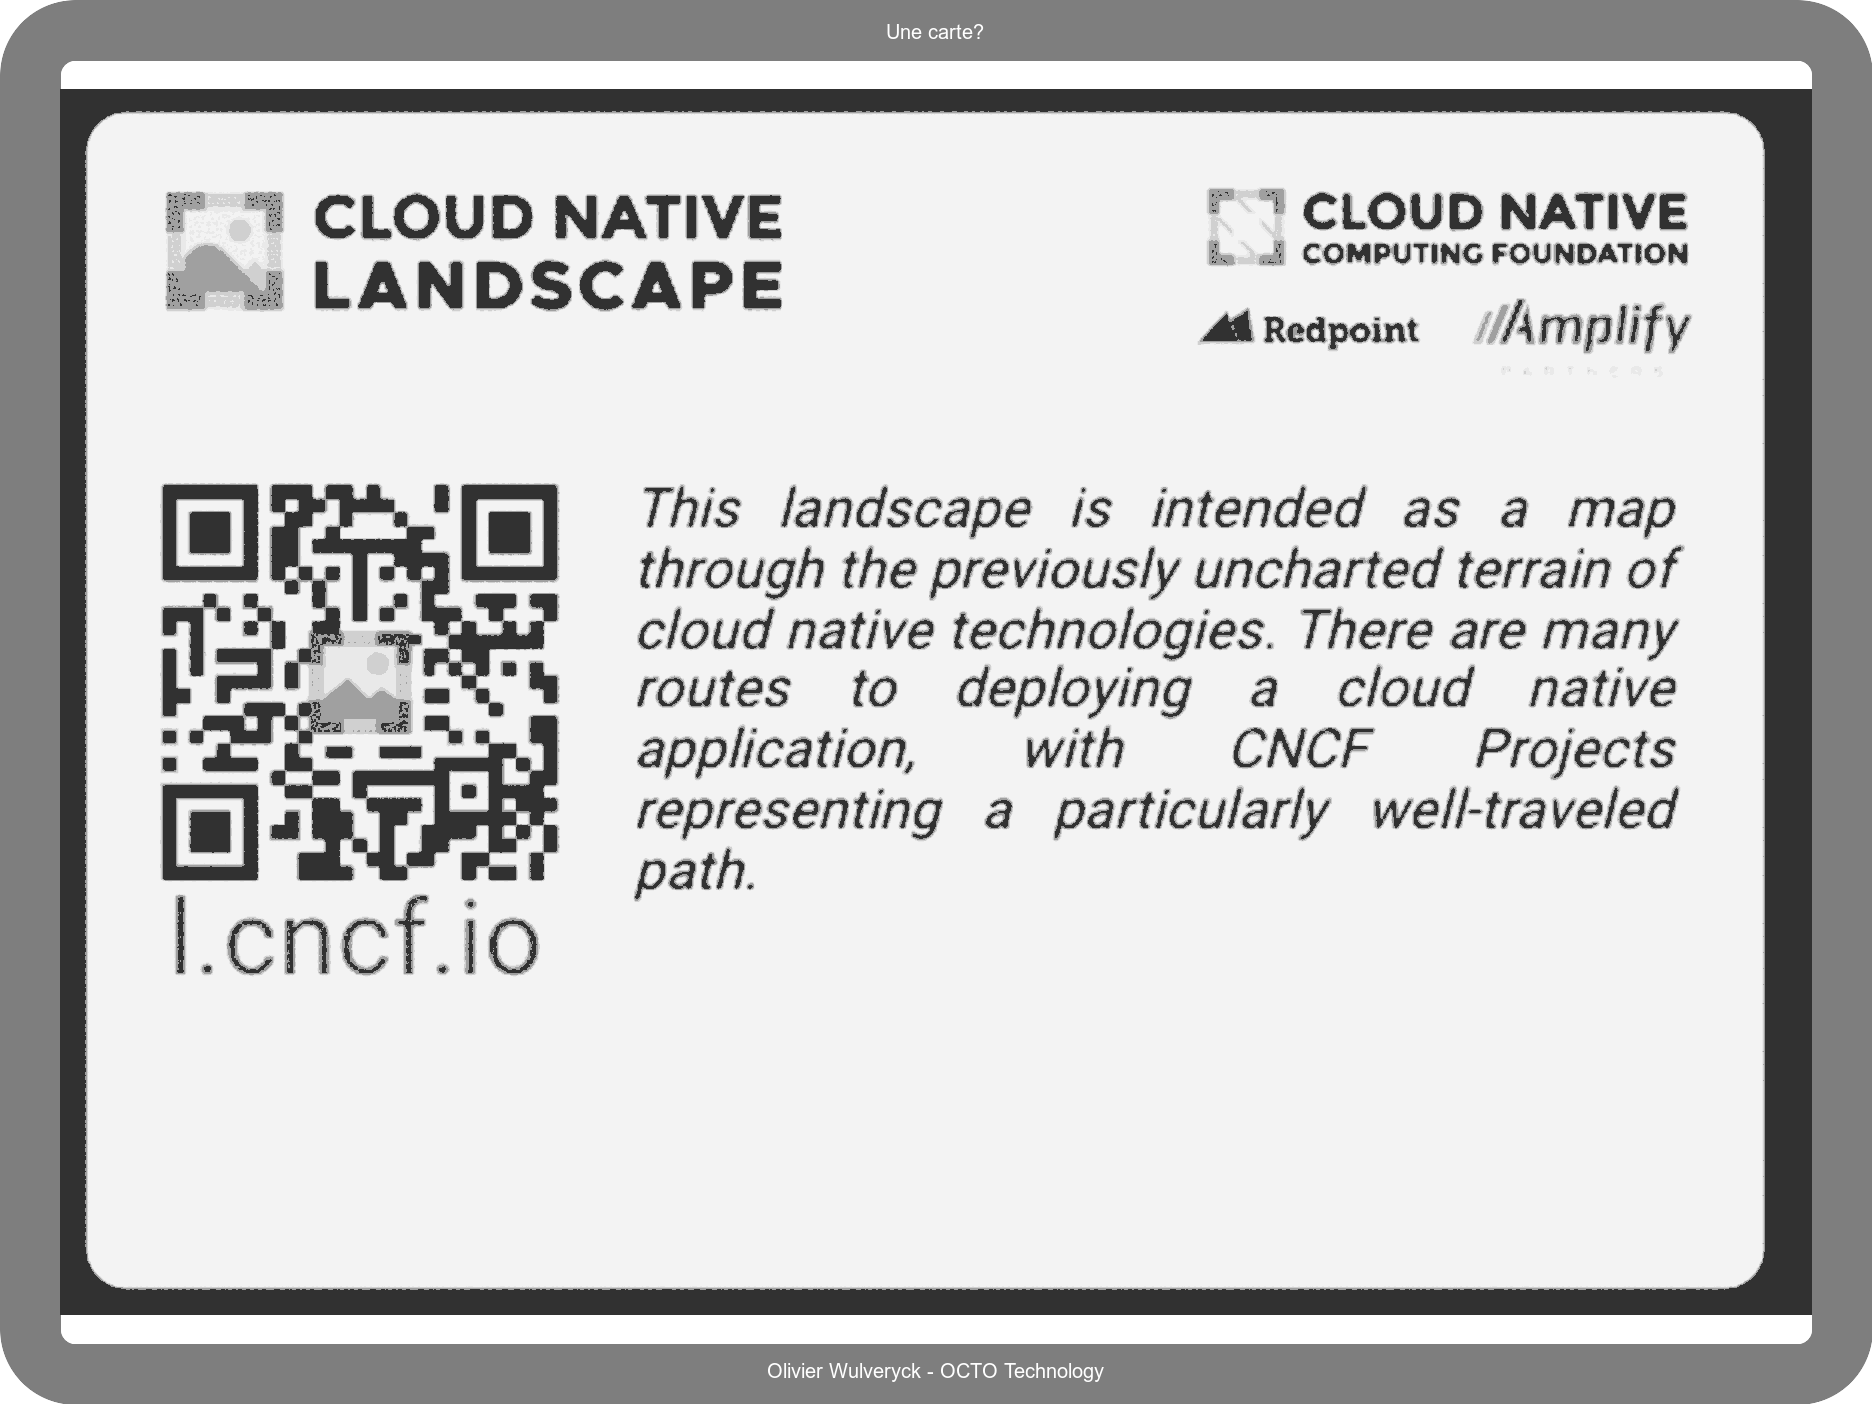 Une carte?
CLOUD NATIVE
LANDSCAPE
CLOUD NATIVE
COMPUTING FOUNDATION
Redpoint
Amplify
PARTNERS
This landscape is intended as a map
through the previously uncharted terrain of
cloud native technologies. There are many
routes to deploying a cloud native
application, with CNCF Projects
representing a particularly well-traveled
path.
l.cncf.io
Olivier Wulveryck - OCTO Technology